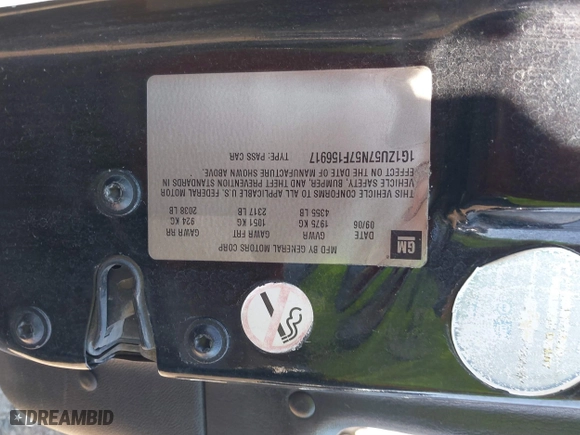 GM
MFD BY GENERAL MOTORS CORP
DATE GVWR GAWR FRT GAWR RR
09/06 1975 KG 1051 KG 924 KG
4355 LB 2317 LB 2038 LB
THIS VEHICLE CONFORMS TO ALL APPLICABLE U.S. FEDERAL MOTOR
VEHICLE SAFETY, BUMPER, AND THEFT PREVENTION STANDARDS IN
EFFECT ON THE DATE OF MANUFACTURE SHOWN ABOVE.
1G1ZU57N57F156917 TYPE: PASS CAR
DREAMBID